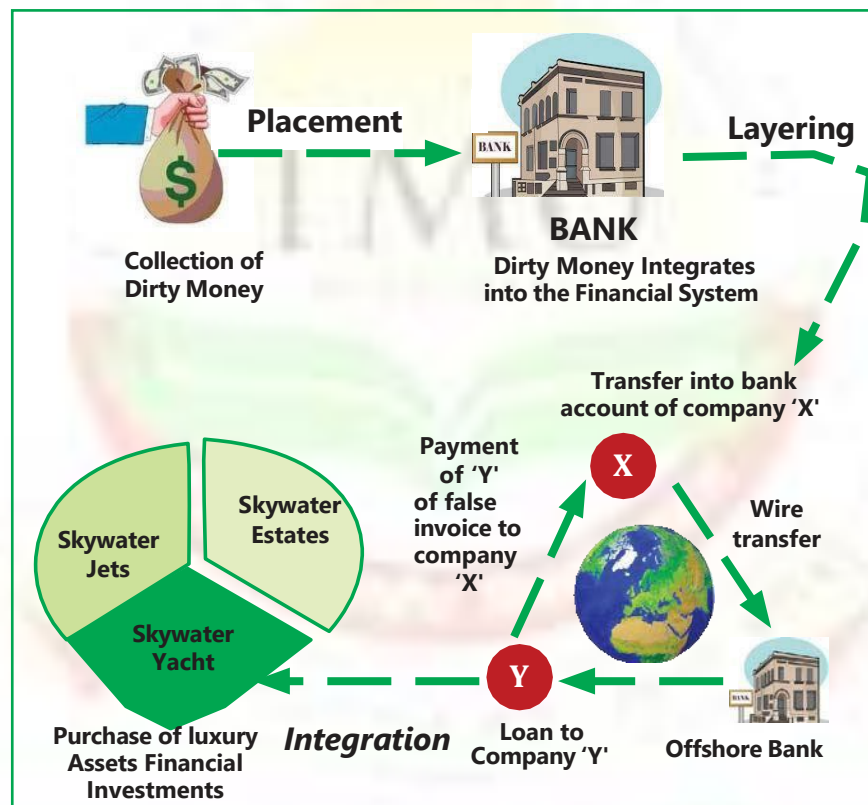 Placement
Layering
BANK
$
BANK
Collection of
Dirty Money
Dirty Money Integrates
into the Financial System
Transfer into bank
account of company ‘X'
Payment
of ‘Y'
of false
invoice to
company
‘X'
X
Wire
transfer
Skywater
Estates
Skywater
Jets
Skywater
Yacht
Y
BANK
Integration
Loan to
Company ‘Y'
Offshore Bank
Purchase of luxury
Assets Financial
Investments